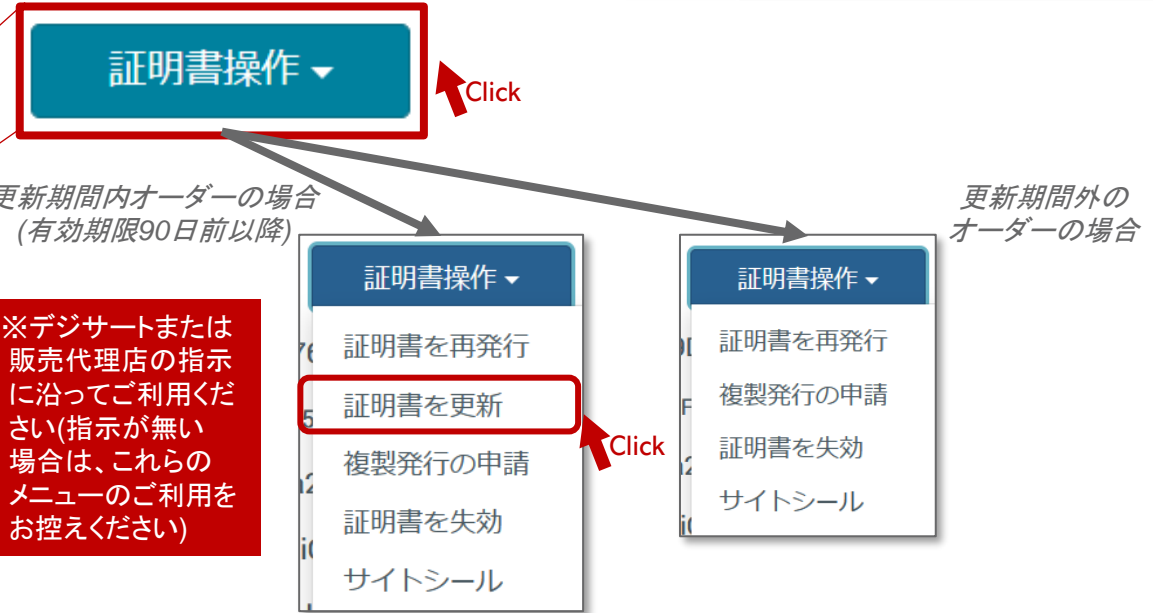 証明書操作
Click
更新期間内オーダーの場合
(有効期限90日前以降)
更新期間外の
オーダーの場合
※デジサートまたは
販売代理店の指示
に沿ってご利用くだ
さい(指示が無い
場合は、これらの
メニューのご利用を
お控えください)
証明書操作
証明書を再発行
証明書を更新
Click
複製発行の申請
証明書を失効
サイトシール
証明書操作
証明書を再発行
複製発行の申請
証明書を失効
サイトシール